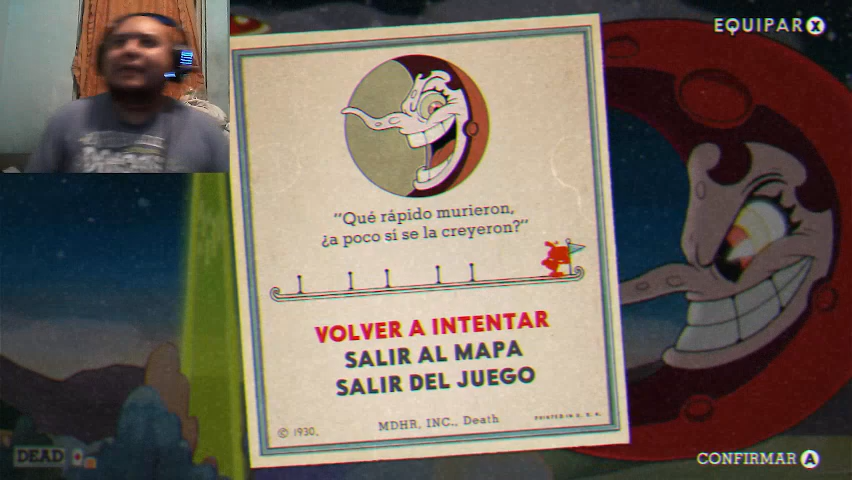 EQUIPAR X
"Qué rápido murieron,
¿a poco sí se la creyeron?"
VOLVER A INTENTAR
SALIR AL MAPA
SALIR DEL JUEGO
© 1930.
MDHR, INC., Death
PRINTED IN U. S. A.
DEAD
CONFIRMAR A